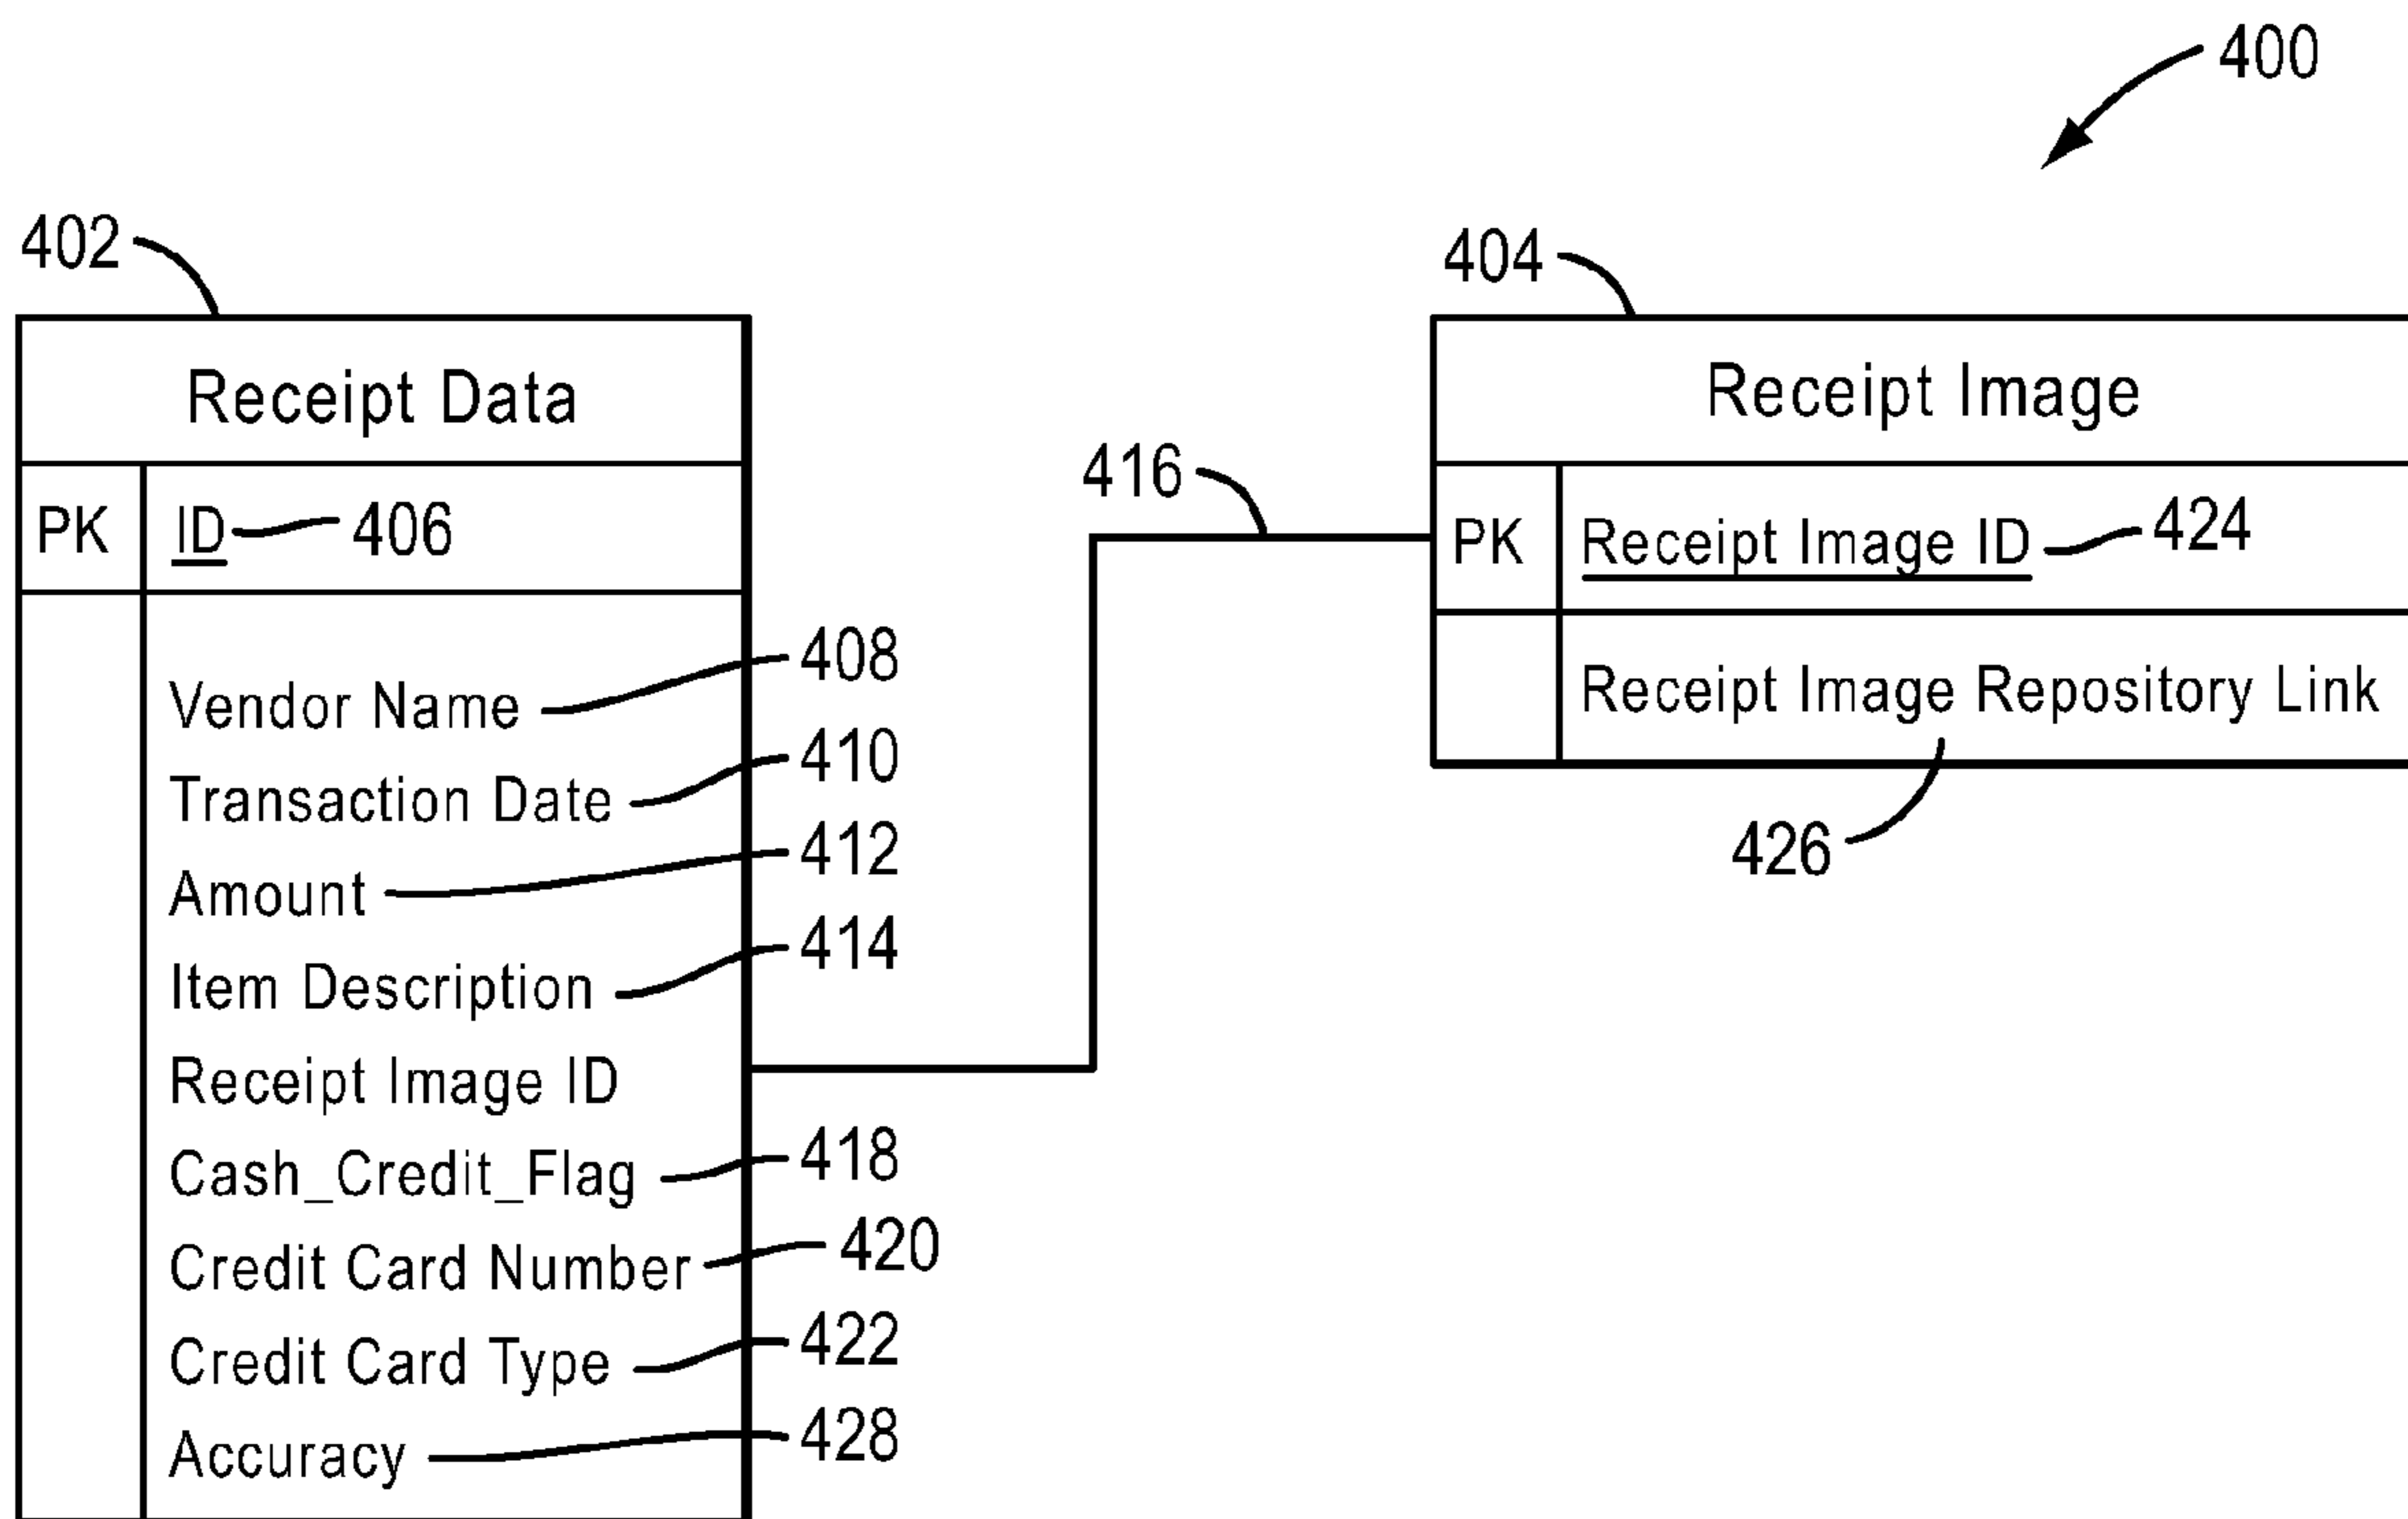 400
402
Receipt Data
PK ID 406
Vendor Name 408
Transaction Date 410
Amount 412
Item Description 414
Receipt Image ID
Cash_Credit_Flag 418
Credit Card Number 420
Credit Card Type 422
Accuracy 428
416
404
Receipt Image
PK Receipt Image ID 424
Receipt Image Repository Link
426